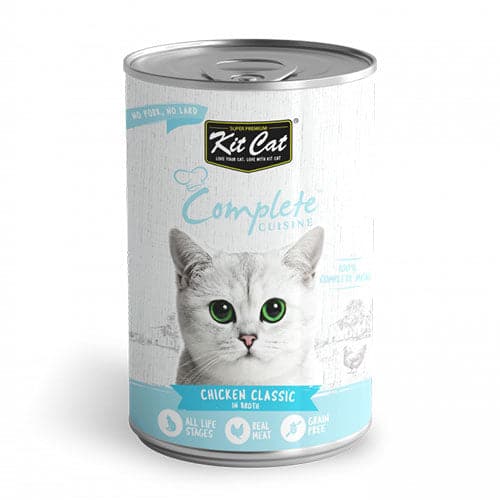 NO PORK, NO LARD
SUPER PREMIUM
Kit Cat
®
LOVE YOUR CAT. LOVE WITH KIT CAT
Complete™
CUISINE
100%
COMPLETE MEAL
CHICKEN CLASSIC
IN BROTH
ALL LIFE
STAGES
REAL
MEAT
GRAIN
FREE